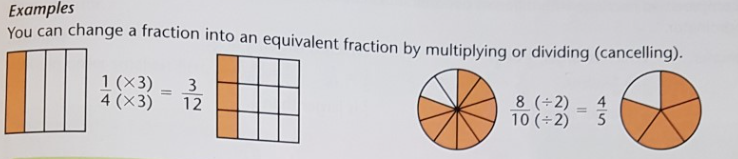 Examples
You can change a fraction into an equivalent fraction by multiplying or dividing (cancelling).
1 (×3) = 3
4 (×3) 12
8 (÷2) = 4
10 (÷2) 5